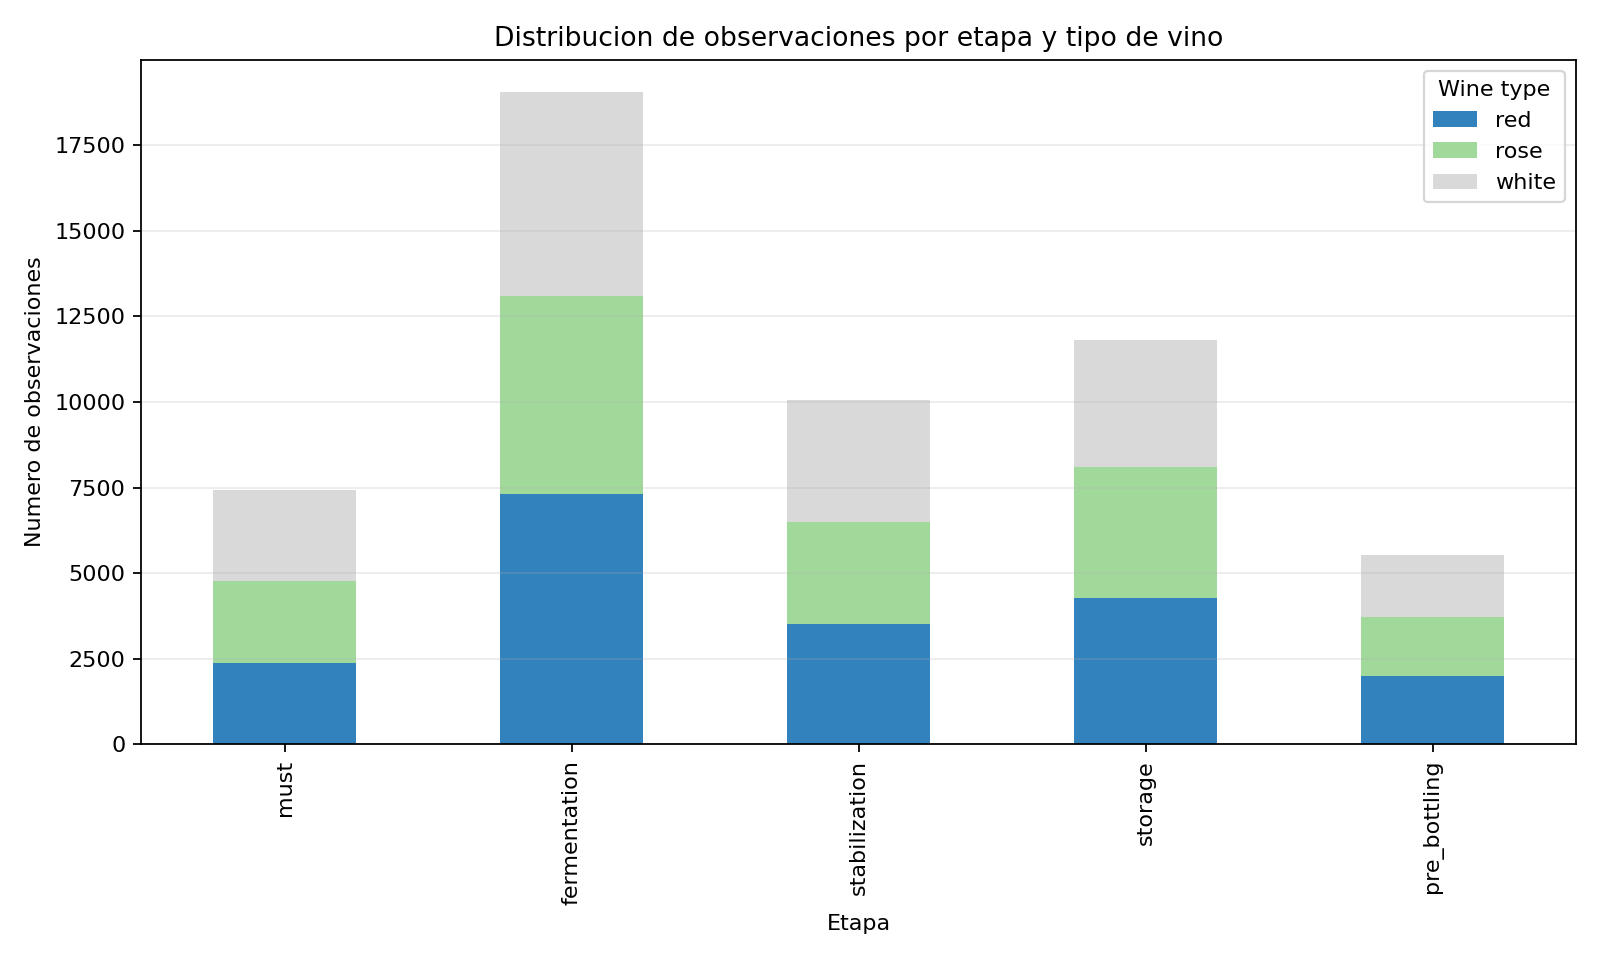 Distribucion de observaciones por etapa y tipo de vino
Wine type
red
rose
white
Numero de observaciones
17500
15000
12500
10000
7500
5000
2500
0
must
fermentation
stabilization
storage
pre_bottling
Etapa